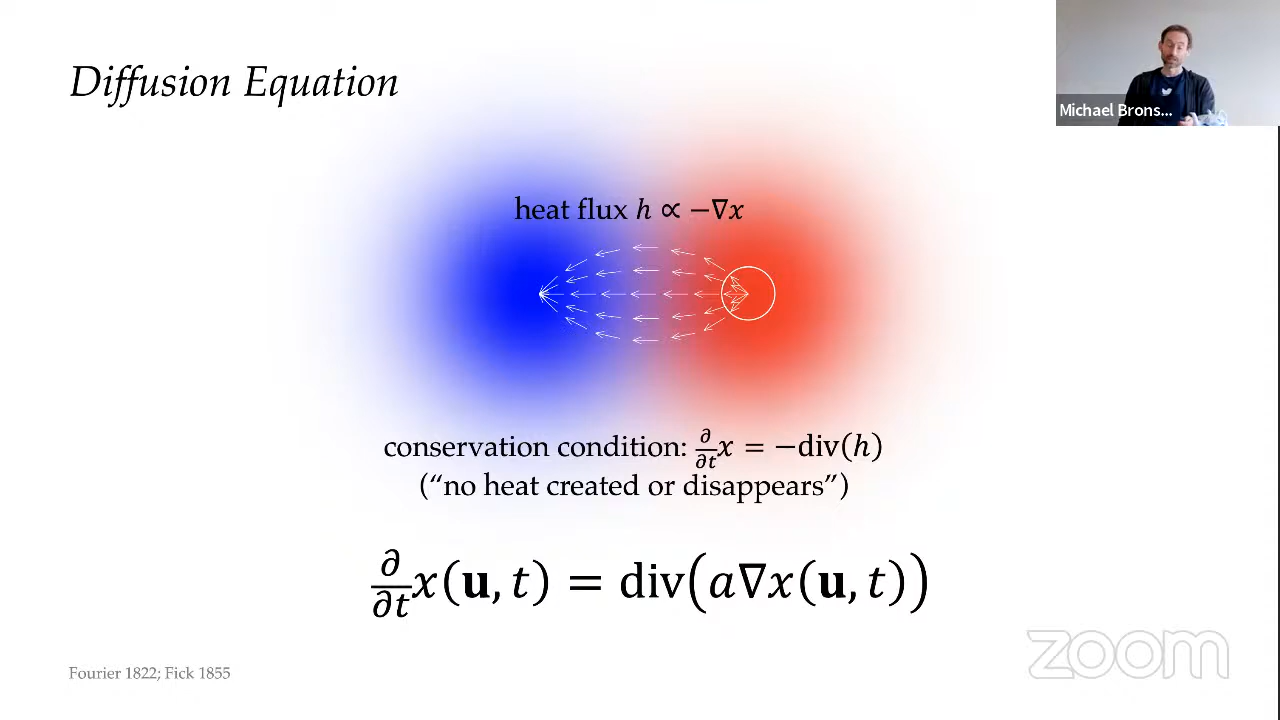 Diffusion Equation
Michael Brons...
heat flux ℎ ∝ −∇𝑥
conservation condition: ∂/∂t 𝑥 = −div(ℎ)
(“no heat created or disappears”)
∂/∂t 𝑥(𝐮, 𝑡) = div(𝑎∇𝑥(𝐮, 𝑡))
zoom
Fourier 1822; Fick 1855